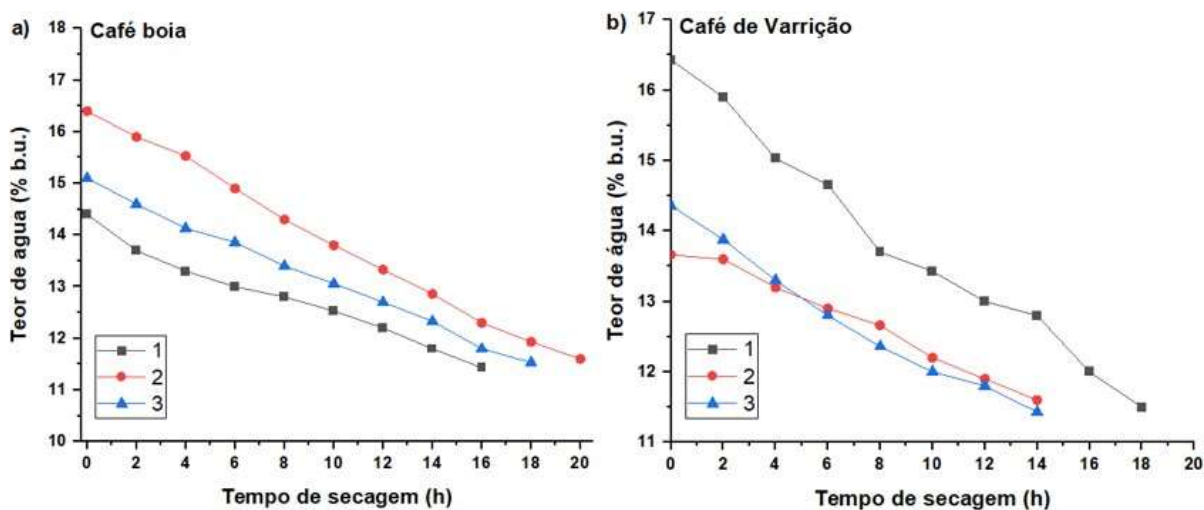 a) Café boia
Teor de agua (% b.u.)
18
17
16
15
14
13
12
11
10
1
2
3
0 2 4 6 8 10 12 14 16 18 20
Tempo de secagem (h)
b) Café de Varrição
Teor de água (% b.u.)
17
16
15
14
13
12
11
1
2
3
0 2 4 6 8 10 12 14 16 18 20
Tempo de secagem (h)